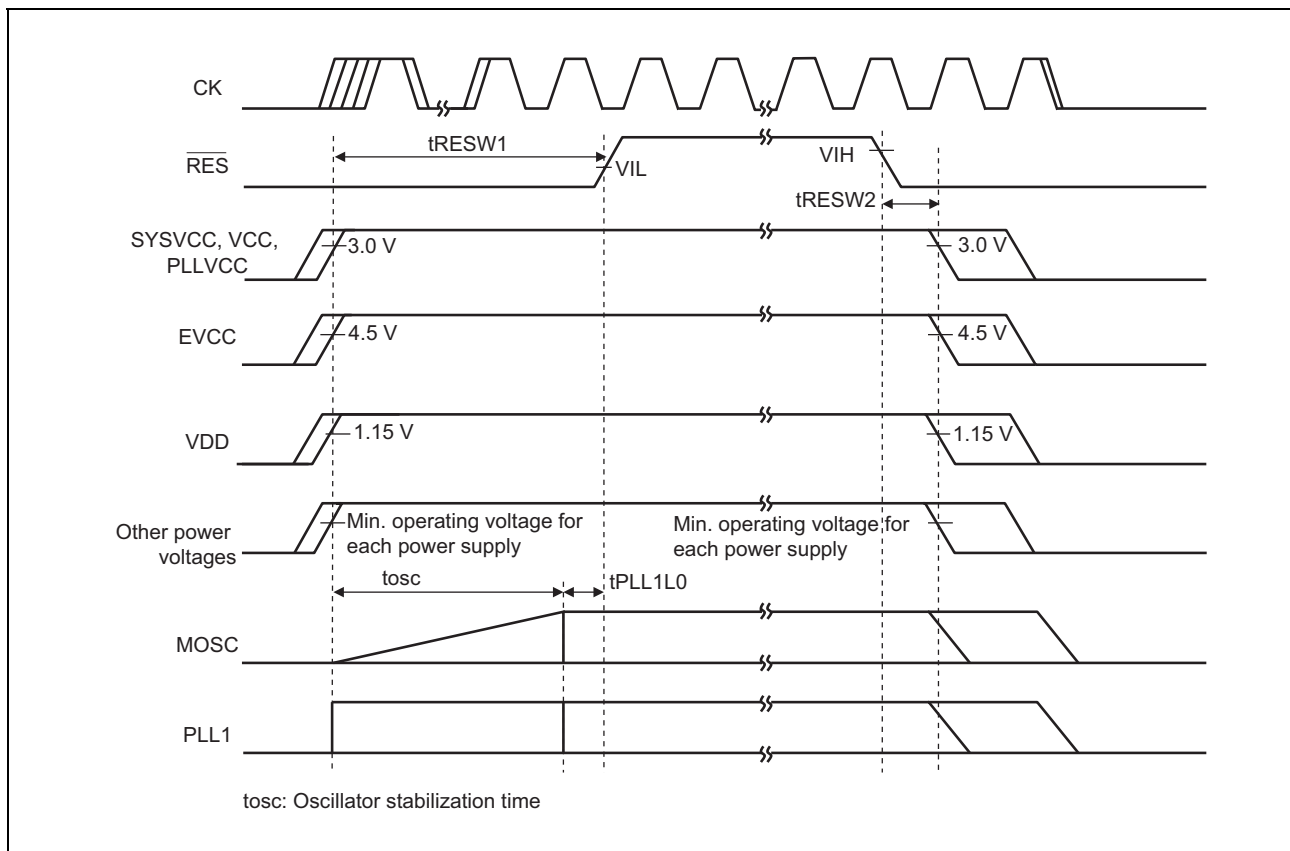 CK
tRESW1
RES
VIL
VIH
tRESW2
SYSVCC, VCC,
PLLVCC
3.0 V
3.0 V
EVCC
4.5 V
4.5 V
VDD
1.15 V
1.15 V
Other power
voltages
Min. operating voltage for
each power supply
Min. operating voltage for
each power supply
tosc
tPLL1L0
MOSC
PLL1
tosc: Oscillator stabilization time